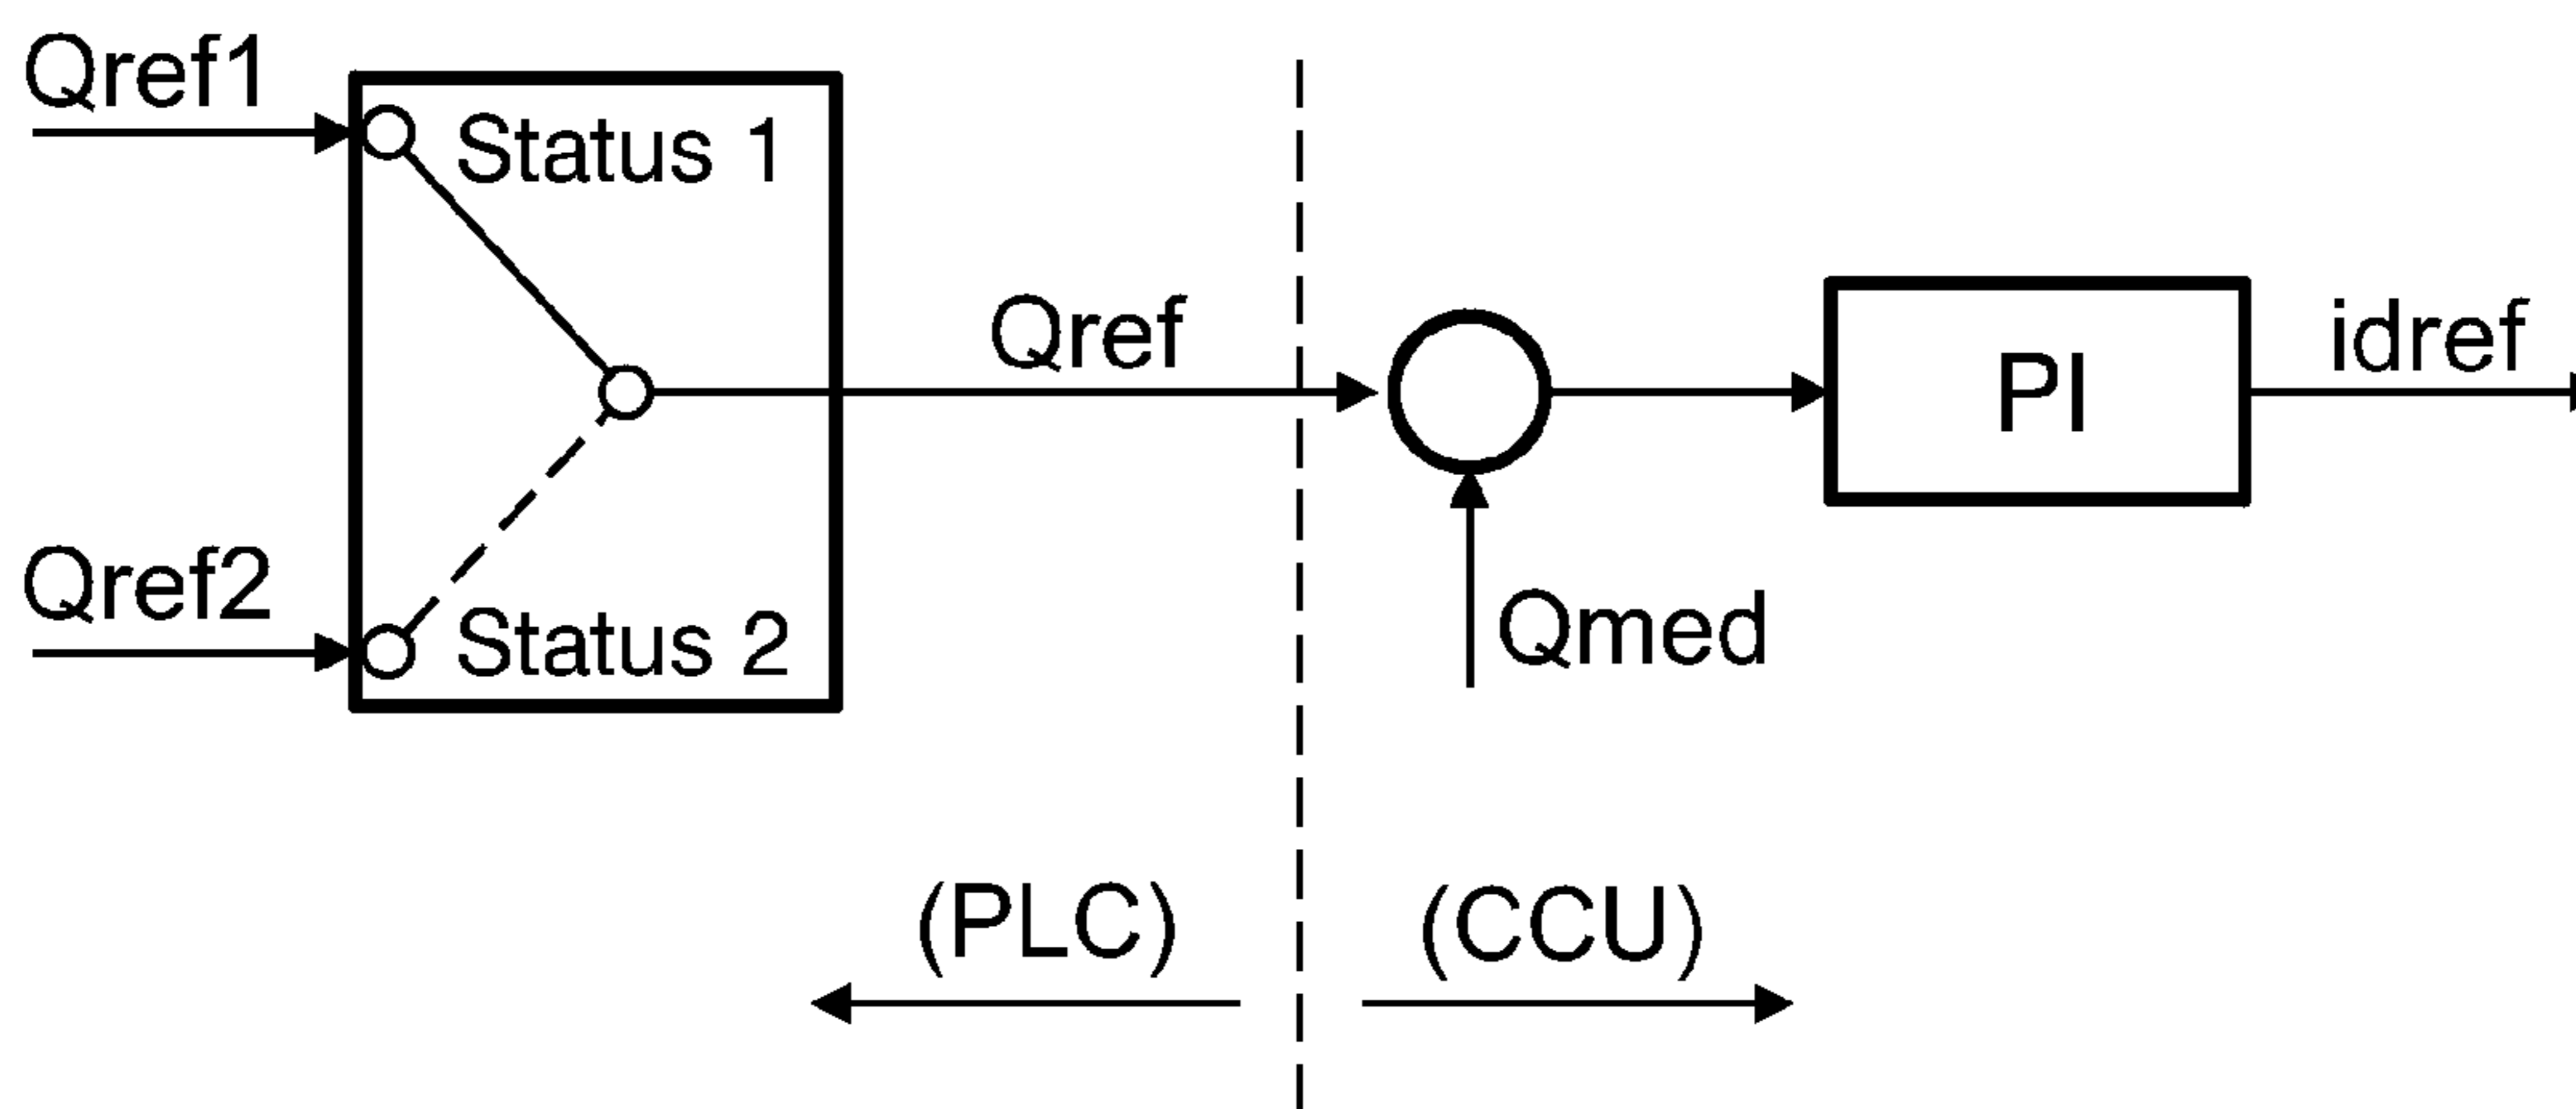 Qref1
Status 1
Qref
idref
PI
Qref2
Status 2
Qmed
(PLC)
(CCU)